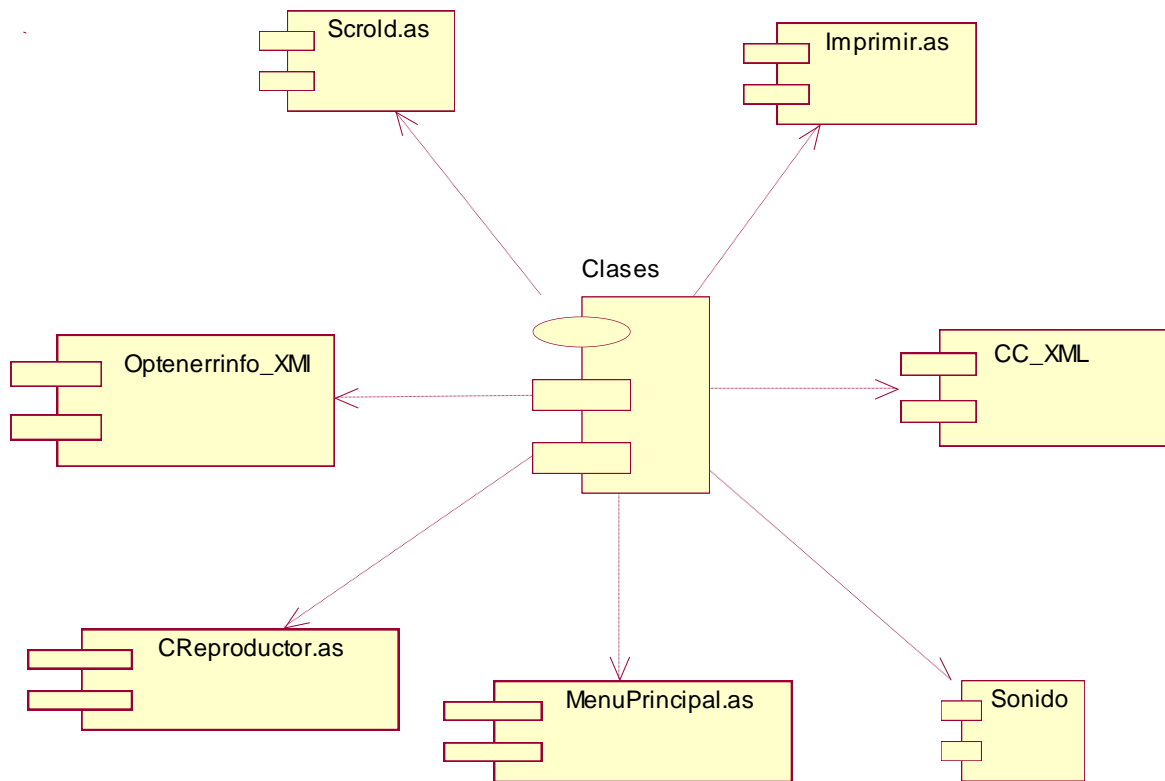 Scrold.as
Imprimir.as
Clases
Optenerrinfo_XMl
CC_XML
CReproductor.as
MenuPrincipal.as
Sonido